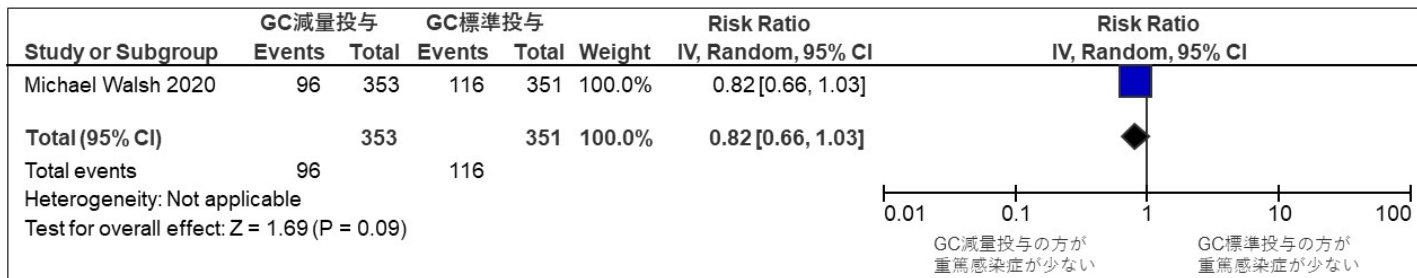 GC減量投与 GC標準投与 Risk Ratio Risk Ratio
Study or Subgroup Events Total Events Total Weight IV, Random, 95% CI IV, Random, 95% CI
Michael Walsh 2020 96 353 116 351 100.0% 0.82 [0.66, 1.03]
Total (95% CI) 353 351 100.0% 0.82 [0.66, 1.03]
Total events 96 116
Heterogeneity: Not applicable
Test for overall effect: Z = 1.69 (P = 0.09)
0.01 0.1 1 10 100
GC減量投与の方が GC標準投与の方が
重篤感染症が少ない 重篤感染症が少ない